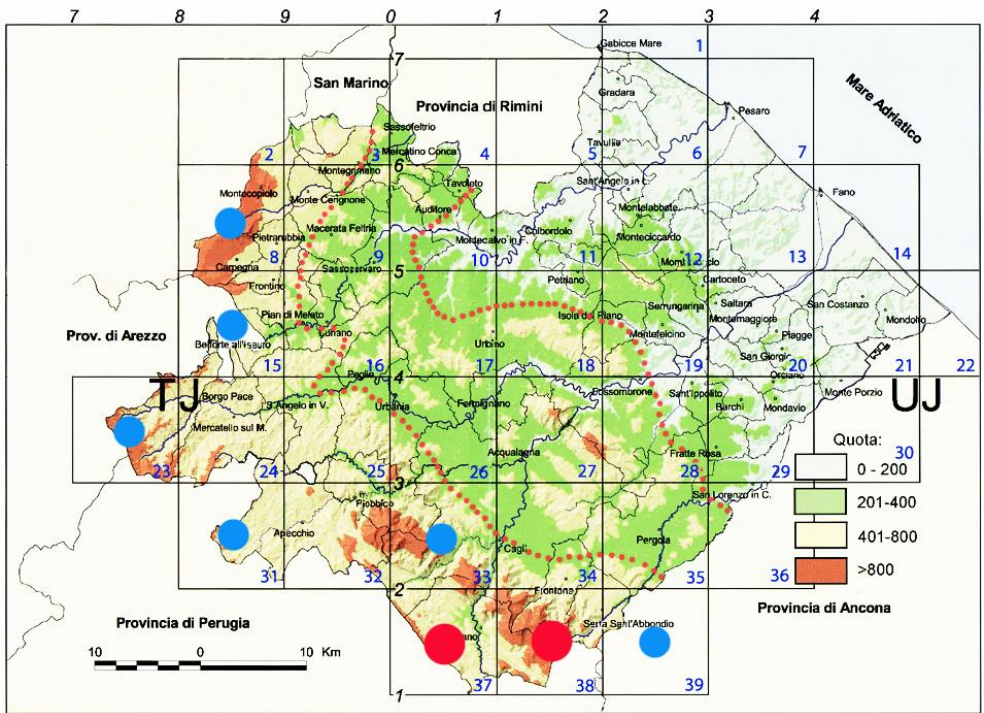 7 8 9 0 1 2 3 4
7 Gabicce Mare 1
San Marino Gradara
Provincia di Rimini Mare Adriatico
Pesaro
Sassofeltrio
Mercatino Conca Tavullia
2 3 6 4 5 6 7
Montegrimano Sant'Angelo in L.
Montecopiolo Tavoleto Fano
Monte Cerignone Auditore Montelabbate
Macerata Feltria Colbordolo Monteciccardo
Pietrarubbia Montecalvo in F.
8 9 10 11 12 13 14
Carpegna Sassocorvaro 5 Petriano Cartoceto
Frontino Serrungarina Saltara San Costanzo
Pian di Meleto Isola del Piano Montemaggiore Mondolfo
Prov. di Arezzo Lunano Urbino Montefelcino Piagge
Belforte all'Isauro San Giorgio
15 16 17 18 19 20 21 22
Peglio 4 Orciano
TJ Borgo Pace Fossombrone Sant'Ippolito Monte Porzio UJ
S.Angelo in V. Urbania Fermignano Barchi Mondavio
Mercatello sul M.
Acqualagna Fratte Rosa
23 24 25 26 27 28 29 30
3
San Lorenzo in C.
Piobbico
Apecchio Cagli Pergola
31 32 33 34 35 36
2 Frontone
Serra Sant'Abbondio
Provincia di Perugia Provincia di Ancona
10 0 10 Km
37 38 39
1
Quota:
0 - 200
201-400
401-800
>800